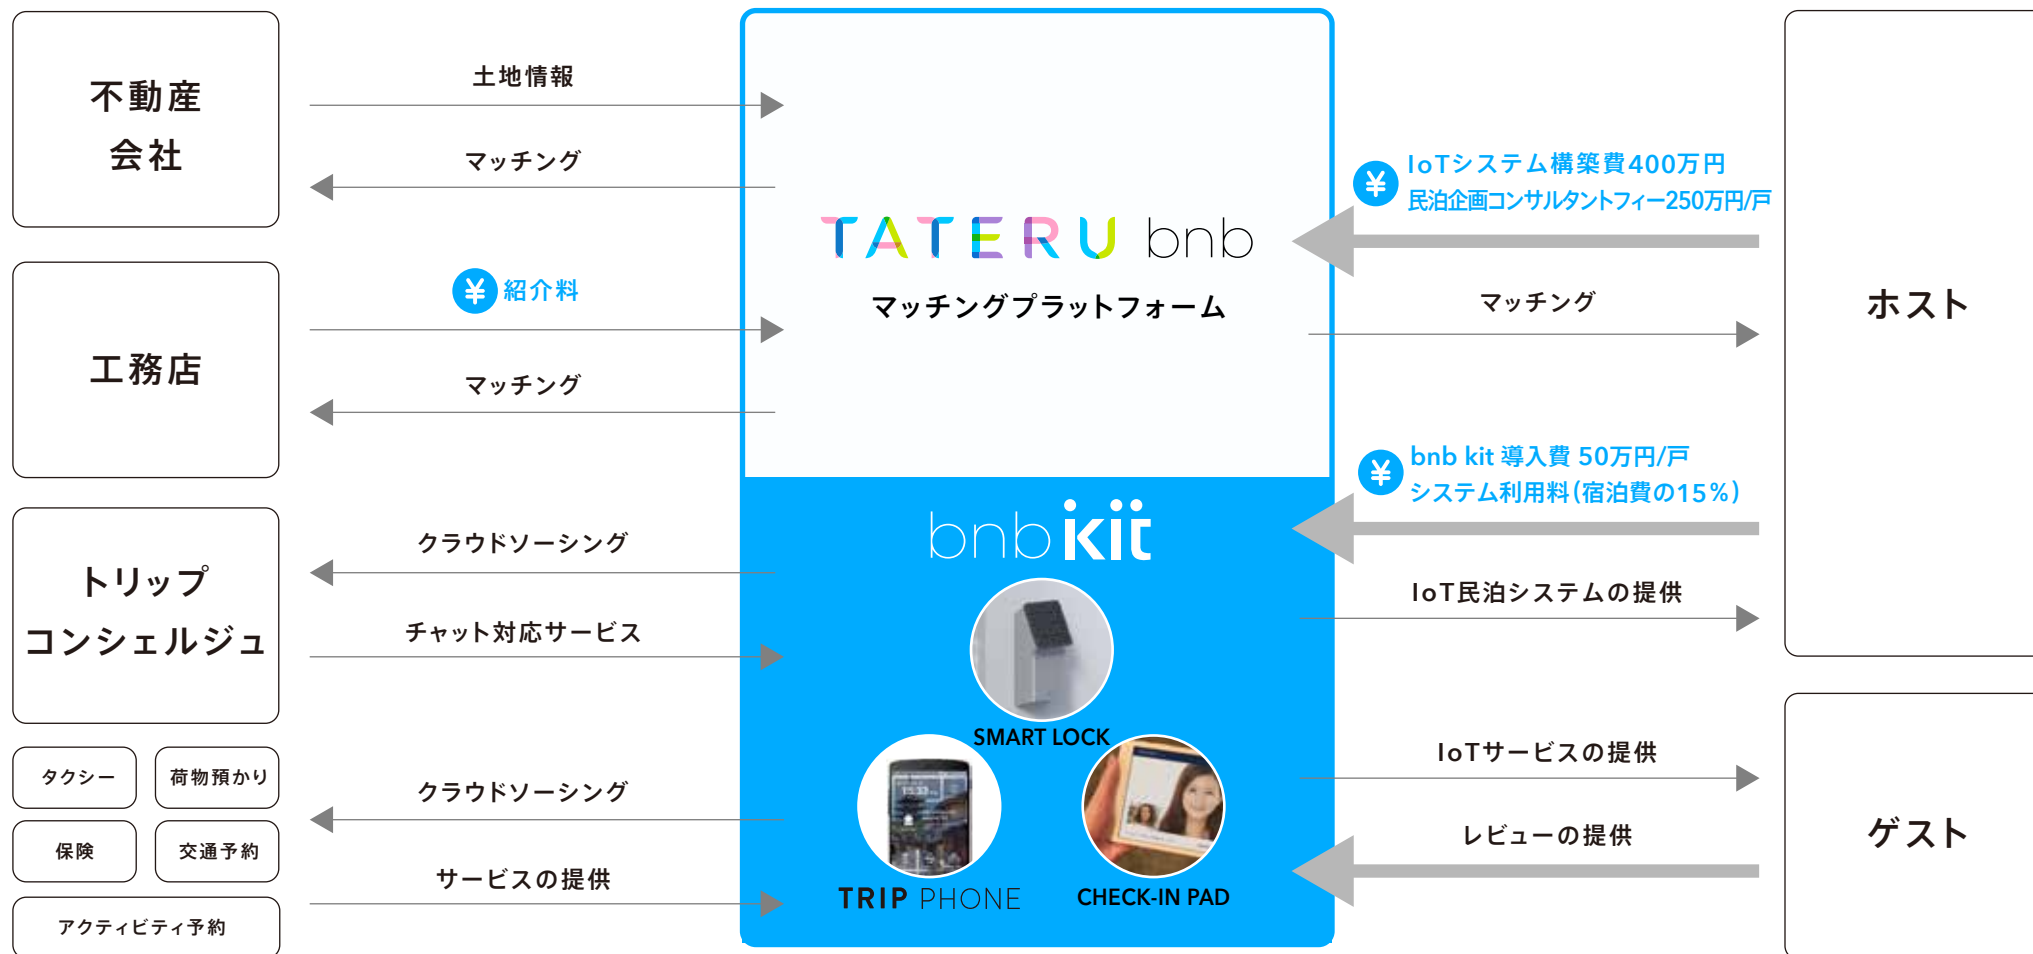 不動産
会社
土地情報
マッチング
工務店
¥ 紹介料
マッチング
トリップ
コンシェルジュ
クラウドソーシング
チャット対応サービス
タクシー
荷物預かり
保険
交通予約
アクティビティ予約
クラウドソーシング
サービスの提供
TATERU bnb
マッチングプラットフォーム
bnb kit
SMART LOCK
15:33
TRIP PHONE
CHECK-IN PAD
¥ IoTシステム構築費400万円
民泊企画コンサルタントフィー250万円/戸
マッチング
¥ bnb kit 導入費 50万円/戸
システム利用料(宿泊費の15%)
IoT民泊システムの提供
ホスト
IoTサービスの提供
レビューの提供
ゲスト